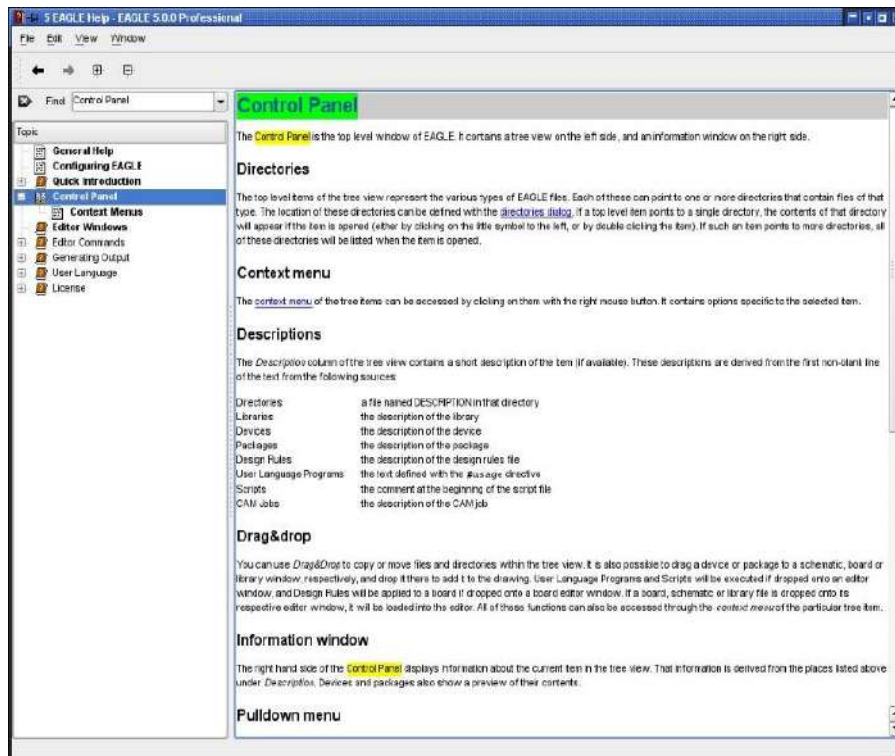 5 EAGLE Help - EAGLE 5.0.0 Professional
File Edit View Window
Find Control Panel
Topic
General Help
Configuring EAGLE
Quick Introduction
Control Panel
Context Menus
Editor Windows
Editor Commands
Generating Output
User Language
License
Control Panel
The Control Panel is the top level window of EAGLE. It contains a tree view on the left side, and an information window on the right side.
Directories
The top level items of the tree view represent the various types of EAGLE files. Each of these can point to one or more directories that contain files of that
type. The location of these directories can be defined with the directories dialog. If a top level item points to a single directory, the contents of that directory
will appear if the item is opened (either by clicking on the little symbol to the left, or by double clicking the item). If such an item points to more directories, all
of these directories will be listed when the item is opened.
Context menu
The context menu of the tree items can be accessed by clicking on them with the right mouse button. It contains options specific to the selected item.
Descriptions
The Description column of the tree view contains a short description of the item (if available). These descriptions are derived from the first non-blank line
of the text from the following sources:
Directories a file named DESCRIPTION in that directory
Libraries the description of the library
Devices the description of the device
Packages the description of the package
Design Rules the description of the design rules file
User Language Programs the text defined with the #usage directive
Scripts the comment at the beginning of the script file
CAM Jobs the description of the CAM job
Drag&drop
You can use Drag&Drop to copy or move files and directories within the tree view. It is also possible to drag a device or package to a schematic, board or
library window, respectively, and drop it there to add it to the drawing. User Language Programs and Scripts will be executed if dropped onto an editor
window, and Design Rules will be applied to a board if dropped onto a board editor window. If a board, schematic or library file is dropped onto its
respective editor window, it will be loaded into the editor. All of these functions can also be accessed through the context menu of the particular tree item.
Information window
The right hand side of the Control Panel displays information about the current item in the tree view. That information is derived from the places listed above
under Description. Devices and packages also show a preview of their contents.
Pulldown menu